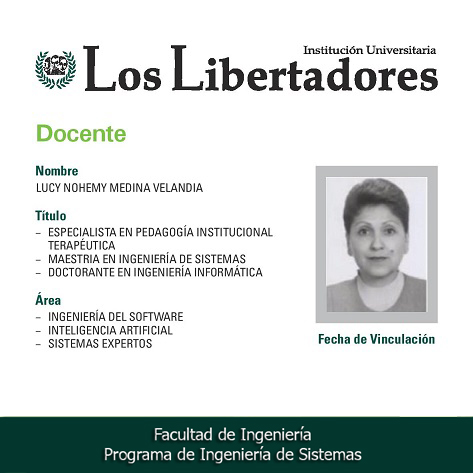 Institución Universitaria
LOS LIBERTADORES
Docente
Nombre
LUCY NOHEMY MEDINA VELANDIA
Título
– ESPECIALISTA EN PEDAGOGÍA INSTITUCIONAL
TERAPÉUTICA
– MAESTRIA EN INGENIERÍA DE SISTEMAS
– DOCTORANTE EN INGENIERÍA INFORMÁTICA
Área
– INGENIERÍA DEL SOFTWARE
– INTELIGENCIA ARTIFICIAL
– SISTEMAS EXPERTOS
Fecha de Vinculación
Facultad de Ingeniería
Programa de Ingeniería de Sistemas